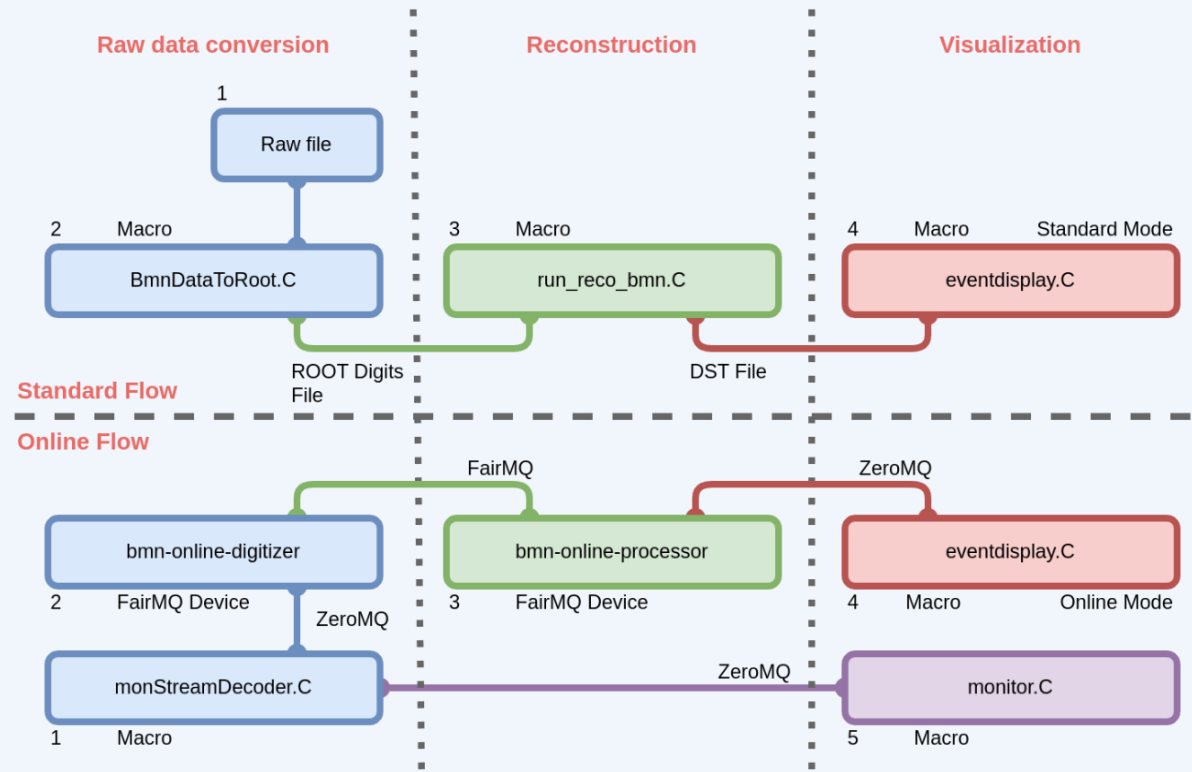 Raw data conversion
Reconstruction
Visualization
1
Raw file
2 Macro
3 Macro
4 Macro Standard Mode
BmnDataToRoot.C
run_reco_bmn.C
eventdisplay.C
ROOT Digits
File
DST File
Standard Flow
Online Flow
FairMQ
ZeroMQ
bmn-online-digitizer
bmn-online-processor
eventdisplay.C
2 FairMQ Device
3 FairMQ Device
4 Macro Online Mode
ZeroMQ
monStreamDecoder.C
ZeroMQ
monitor.C
1 Macro
5 Macro